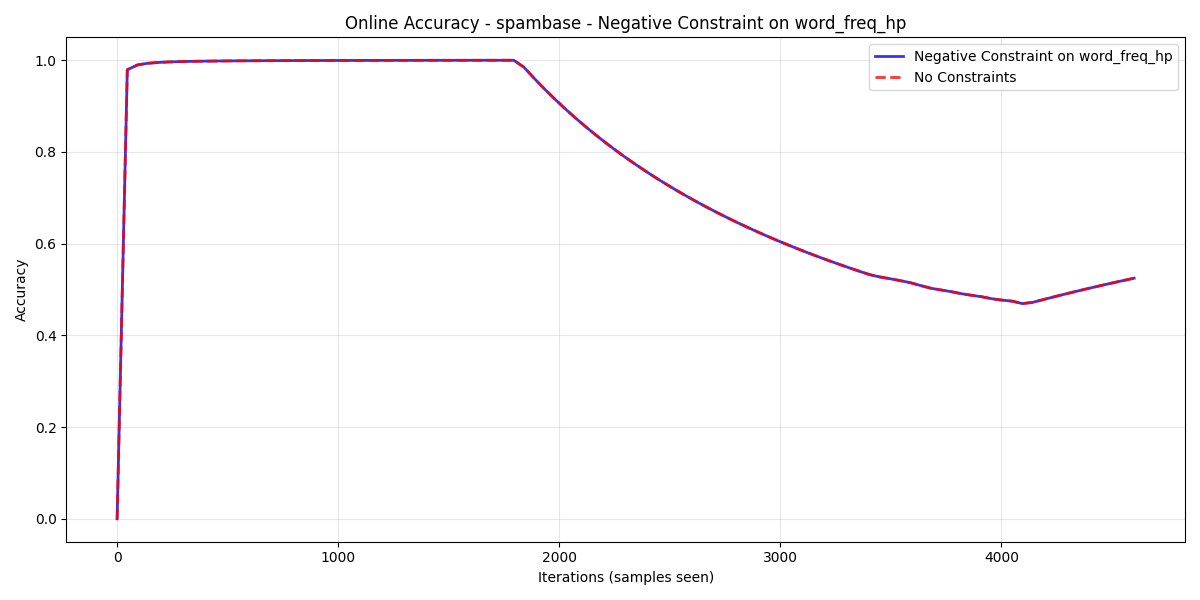 Online Accuracy - spambase - Negative Constraint on word_freq_hp
Negative Constraint on word_freq_hp
No Constraints
Accuracy
1.0
0.8
0.6
0.4
0.2
0.0
0 1000 2000 3000 4000
Iterations (samples seen)